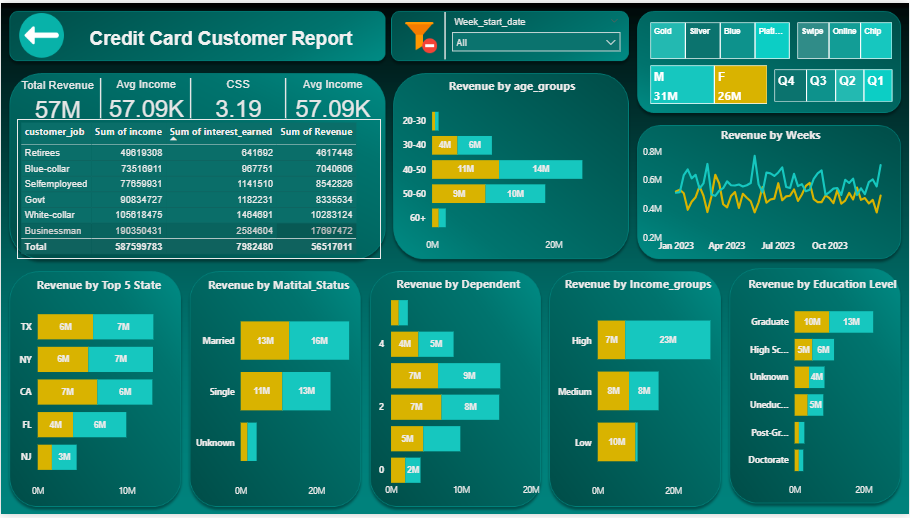 Credit Card Customer Report
Week_start_date
All
Gold Silver Blue Plati... Swipe Online Chip
M F
31M 26M
Q4 Q3 Q2 Q1
Total Revenue Avg Income CSS Avg Income
57M 57.09K 3.19 57.09K
customer_job Sum of income Sum of interest_earned Sum of Revenue
Retirees 49619308 641692 4617448
Blue-collar 73516911 967751 7040606
Selfemployeed 77659931 1141510 8542826
Govt 90834727 1182231 8335534
White-collar 105618475 1464691 10283124
Businessman 190350431 2584604 17697472
Total 587599783 7982480 56517011
Revenue by age_groups
20-30
30-40 4M 6M
40-50 11M 14M
50-60 9M 10M
60+
0M 20M
Revenue by Weeks
0.8M
0.6M
0.4M
0.2M
Jan 2023 Apr 2023 Jul 2023 Oct 2023
Revenue by Top 5 State
TX 6M 7M
NY 6M 7M
CA 7M 6M
FL 4M 6M
NJ 3M
0M 10M
Revenue by Matital_Status
Married 13M 16M
Single 11M 13M
Unknown
0M 20M
Revenue by Dependent
4 4M 5M
7M 9M
2 7M 8M
5M
0 2M
0M 10M 20M
Revenue by Income_groups
High 7M 23M
Medium 8M 8M
Low 10M
0M 20M
Revenue by Education Level
Graduate 10M 13M
High Sc... 5M 6M
Unknown 4M
Uneduc... 5M
Post-Gr...
Doctorate
0M 20M